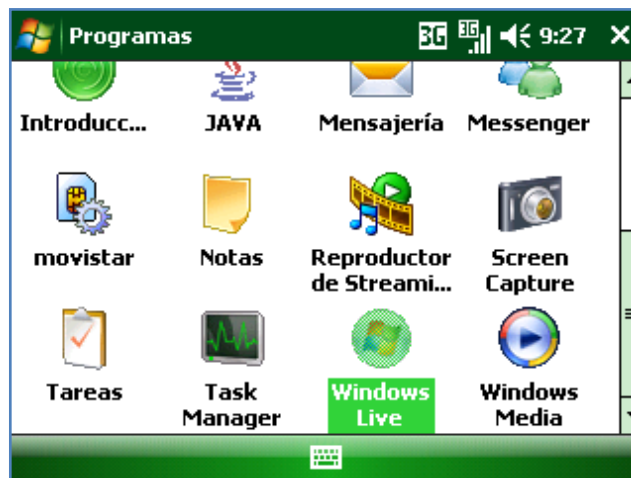 Programas 3G 3G 9:27
Introducc... JAVA Mensajería Messenger
movistar Notas Reproductor Screen
de Streami... Capture
Tareas Task Windows Windows
Manager Live Media